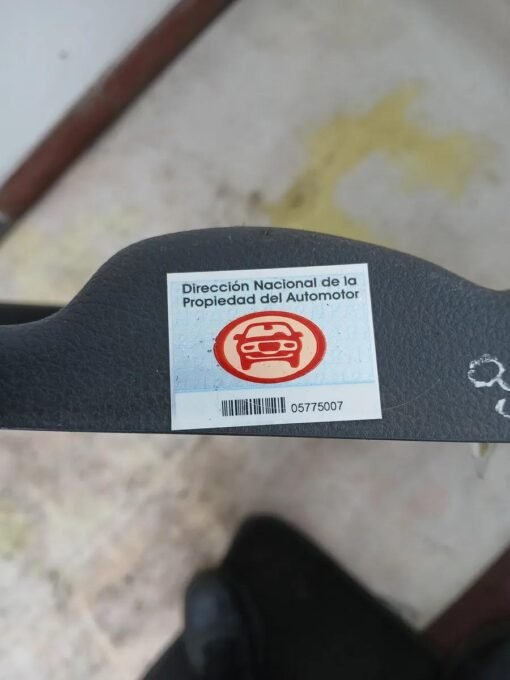 Dirección Nacional de la
Propiedad del Automotor
05775007